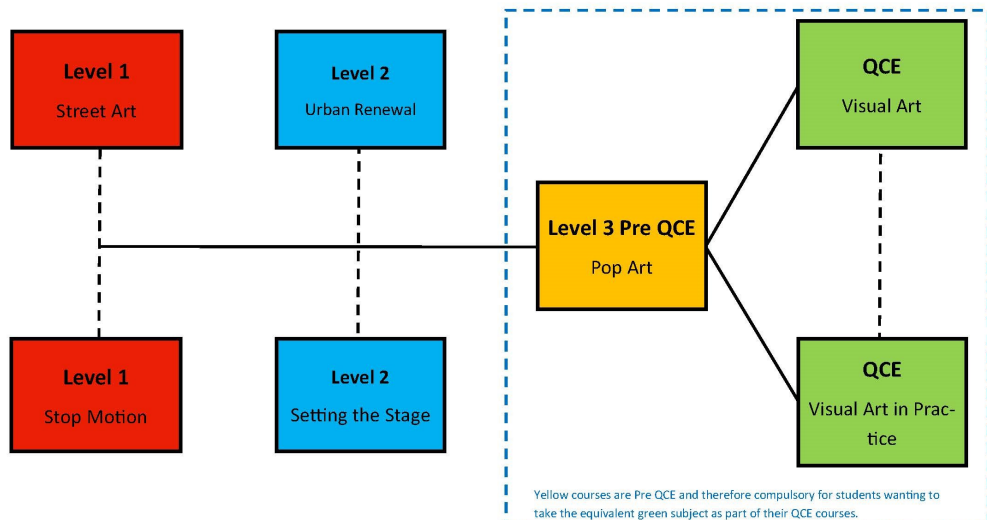 Level 1
Street Art
Level 2
Urban Renewal
QCE
Visual Art
Level 3 Pre QCE
Pop Art
Level 1
Stop Motion
Level 2
Setting the Stage
QCE
Visual Art in Prac-
tice
Yellow courses are Pre QCE and therefore compulsory for students wanting to
take the equivalent green subject as part of their QCE courses.